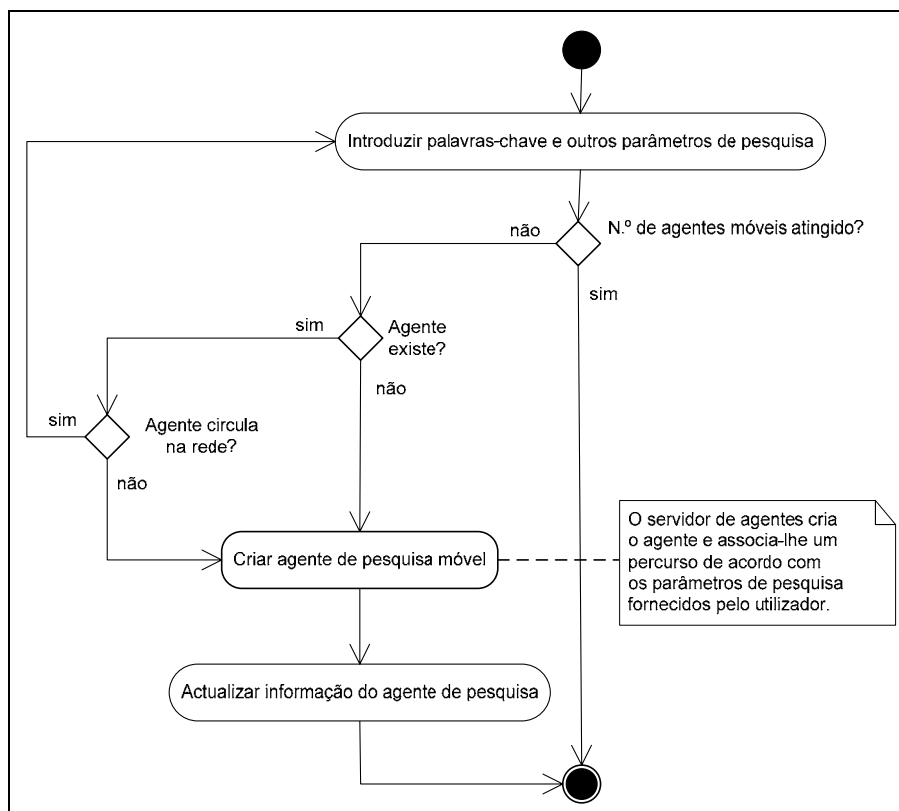 Introduzir palavras-chave e outros parâmetros de pesquisa
não
N.º de agentes móveis atingido?
sim
sim
Agente
existe?
não
sim
Agente circula
na rede?
não
Criar agente de pesquisa móvel
O servidor de agentes cria
o agente e associa-lhe um
percurso de acordo com
os parâmetros de pesquisa
fornecidos pelo utilizador.
Actualizar informação do agente de pesquisa